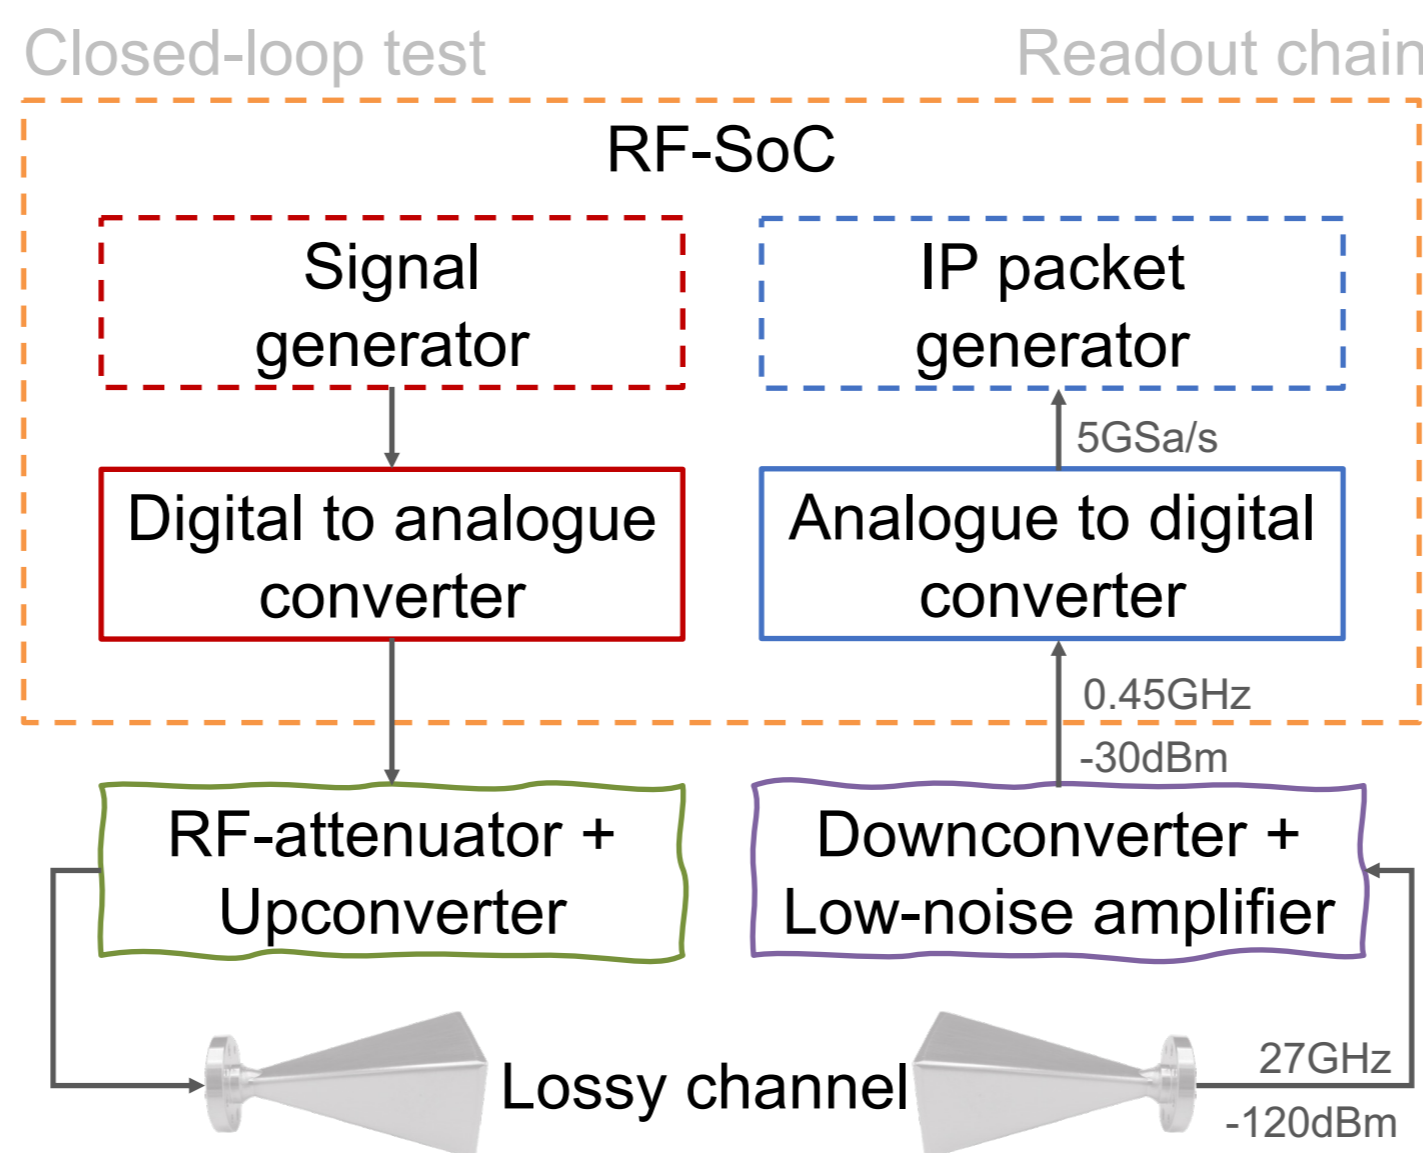 Closed-loop test
Readout chain
RF-SoC
Signal
generator
IP packet
generator
5GSa/s
Digital to analogue
converter
Analogue to digital
converter
0.45GHz
-30dBm
RF-attenuator +
Upconverter
Downconverter +
Low-noise amplifier
Lossy channel
27GHz
-120dBm